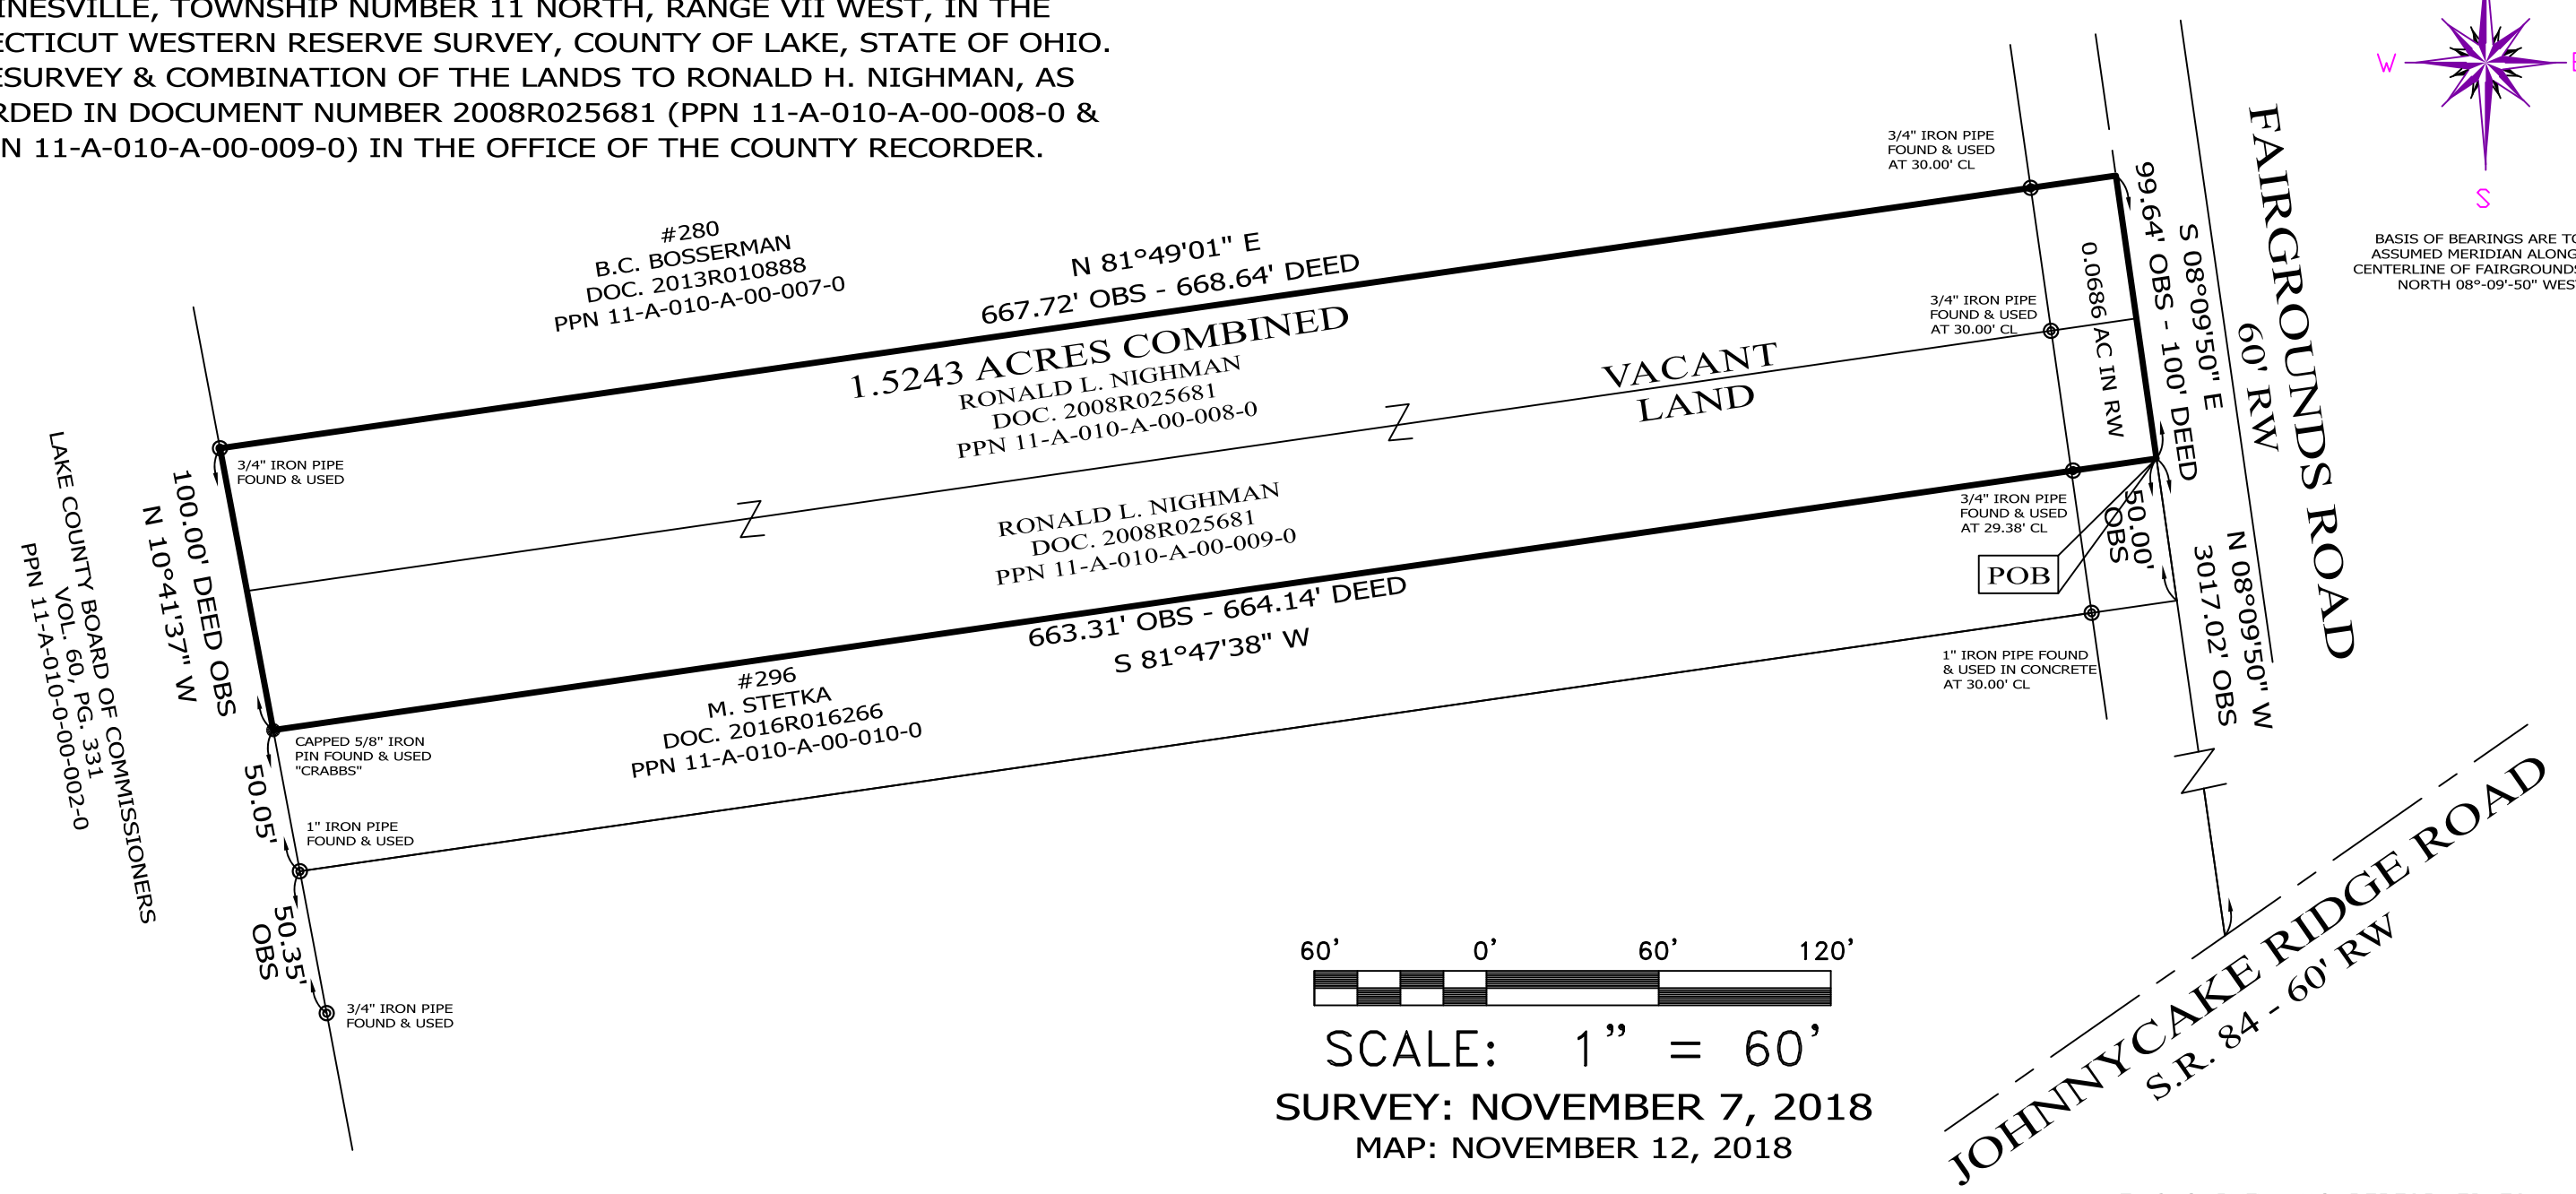 INESVILLE, TOWNSHIP NUMBER 11 NORTH, RANGE VII WEST, IN THE
ECTICUT WESTERN RESERVE SURVEY, COUNTY OF LAKE, STATE OF OHIO.
ESURVEY & COMBINATION OF THE LANDS TO RONALD H. NIGHMAN, AS
RDED IN DOCUMENT NUMBER 2008R025681 (PPN 11-A-010-A-00-008-0 &
N 11-A-010-A-00-009-0) IN THE OFFICE OF THE COUNTY RECORDER.
W
E
S
BASIS OF BEARINGS ARE TO
ASSUMED MERIDIAN ALONG
CENTERLINE OF FAIRGROUNDS
NORTH 08°-09'-50" WEST
3/4" IRON PIPE
FOUND & USED
AT 30.00' CL
#280
B.C. BOSSERMAN
DOC. 2013R010888
PPN 11-A-010-A-00-007-0
N 81°49'01" E
667.72' OBS - 668.64' DEED
1.5243 ACRES COMBINED
RONALD L. NIGHMAN
DOC. 2008R025681
PPN 11-A-010-A-00-008-0
VACANT
LAND
3/4" IRON PIPE
FOUND & USED
AT 30.00' CL
0.0686 AC IN RW
99.64' OBS - 100' DEED
S 08°09'50" E
60' RW
FAIRGROUNDS ROAD
3/4" IRON PIPE
FOUND & USED
100.00' DEED OBS
N 10°41'37" W
LAKE COUNTY BOARD OF COMMISSIONERS
VOL. 60, PG. 331
PPN 11-A-010-0-00-002-0
RONALD L. NIGHMAN
DOC. 2008R025681
PPN 11-A-010-A-00-009-0
663.31' OBS - 664.14' DEED
S 81°47'38" W
3/4" IRON PIPE
FOUND & USED
AT 29.38' CL
50.00'
OBS
POB
N 08°09'50" W
3017.02' OBS
1" IRON PIPE FOUND
& USED IN CONCRETE
AT 30.00' CL
#296
M. STETKA
DOC. 2016R016266
PPN 11-A-010-A-00-010-0
CAPPED 5/8" IRON
PIN FOUND & USED
"CRABBS"
50.05'
1" IRON PIPE
FOUND & USED
50.35'
OBS
3/4" IRON PIPE
FOUND & USED
JOHNNYCAKE RIDGE ROAD
S.R. 84 - 60' RW
60' 0' 60' 120'
SCALE: 1" = 60'
SURVEY: NOVEMBER 7, 2018
MAP: NOVEMBER 12, 2018